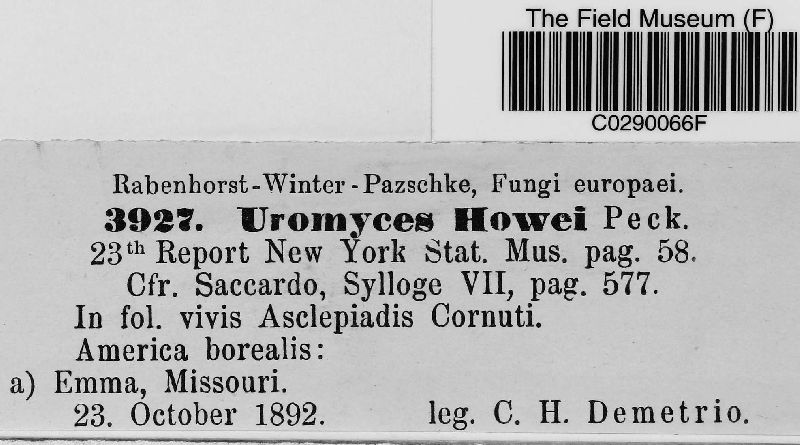 The Field Museum (F)
C0290066F
Rabenhorst-Winter-Pazschke, Fungi europaei.
3927. Uromyces Howei Peck.
23th Report New York Stat. Mus. pag. 58.
Cfr. Saccardo, Sylloge VII, pag. 577.
In fol. vivis Asclepiadis Cornuti.
America borealis:
a) Emma, Missouri.
23. October 1892. leg. C. H. Demetrio.